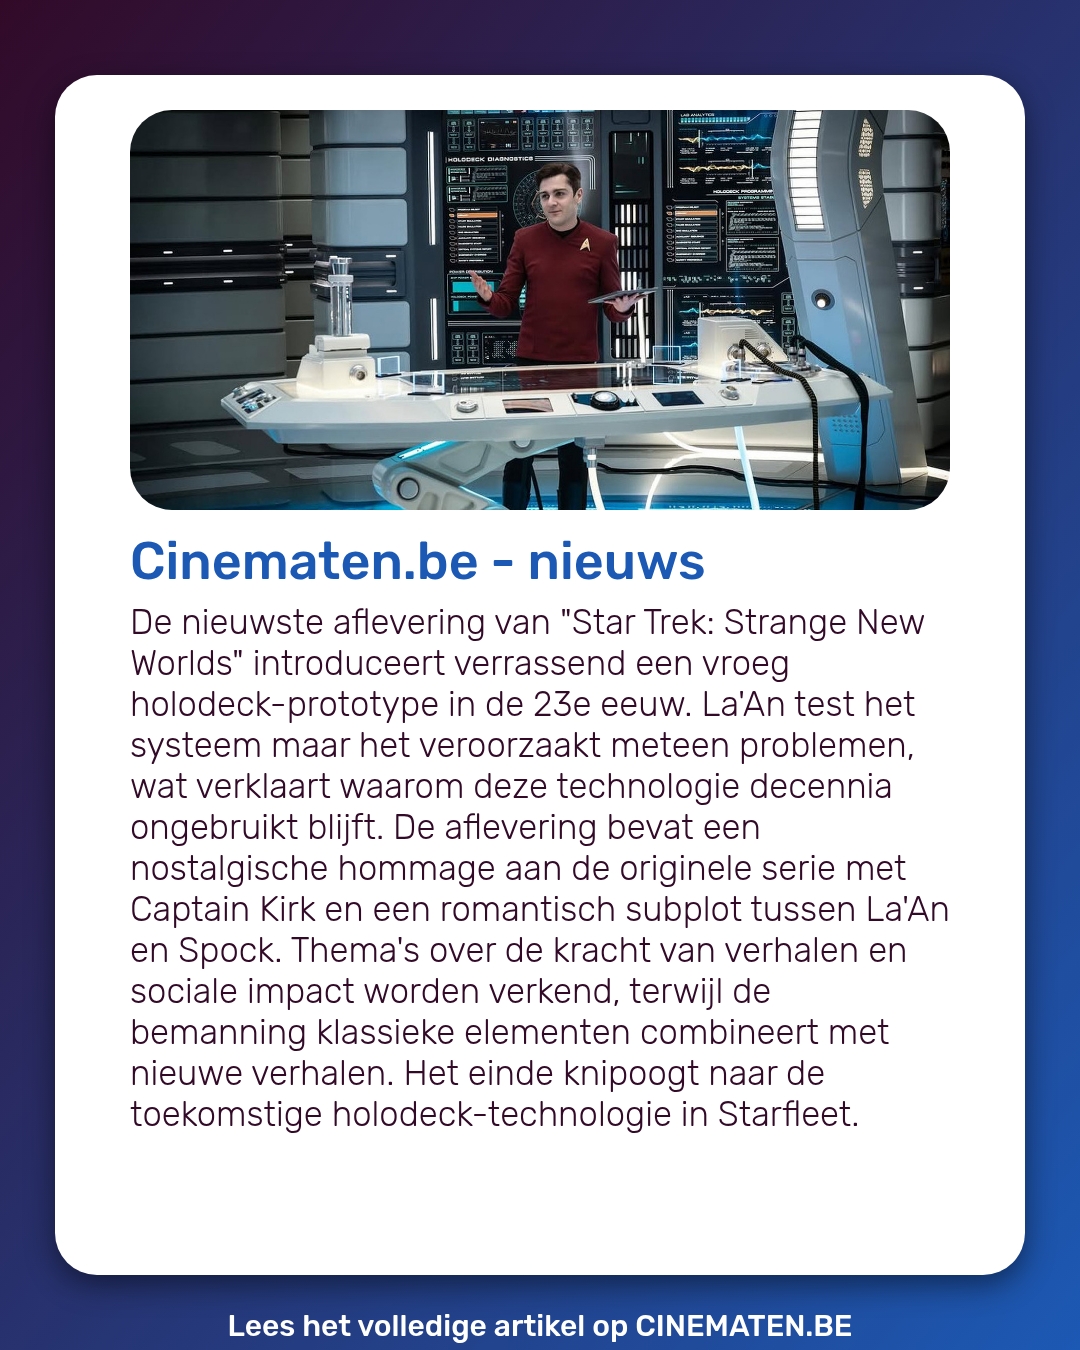 HOLODECK DIAGNOSTICS
LAB ANALYTICS
HOLODECK PROGRAMMING
POWER DISTRIBUTION
Cinematen.be - nieuws
De nieuwste aflevering van "Star Trek: Strange New
Worlds" introduceert verrassend een vroeg
holodeck-prototype in de 23e eeuw. La'An test het
systeem maar het veroorzaakt meteen problemen,
wat verklaart waarom deze technologie decennia
ongebruikt blijft. De aflevering bevat een
nostalgische hommage aan de originele serie met
Captain Kirk en een romantisch subplot tussen La'An
en Spock. Thema's over de kracht van verhalen en
sociale impact worden verkend, terwijl de
bemanning klassieke elementen combineert met
nieuwe verhalen. Het einde knipoogt naar de
toekomstige holodeck-technologie in Starfleet.
Lees het volledige artikel op CINEMATEN.BE